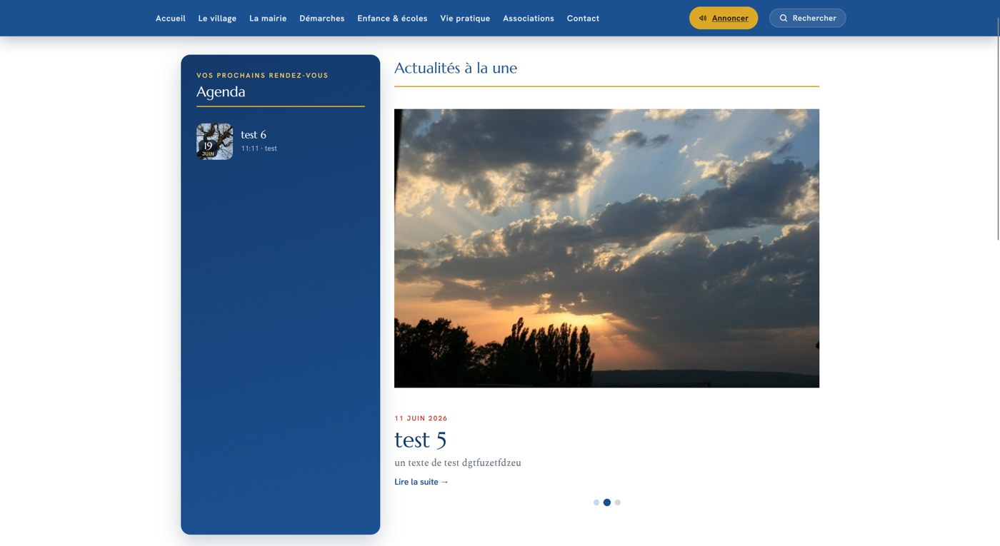 Accueil Le village La mairie Démarches Enfance & écoles Vie pratique Associations Contact Annoncer Rechercher
VOS PROCHAINS RENDEZ-VOUS
Agenda
19
JUIN
test 6
11:11 · test
Actualités à la une
11 JUIN 2026
test 5
un texte de test dgtfuzetfdzeu
Lire la suite →